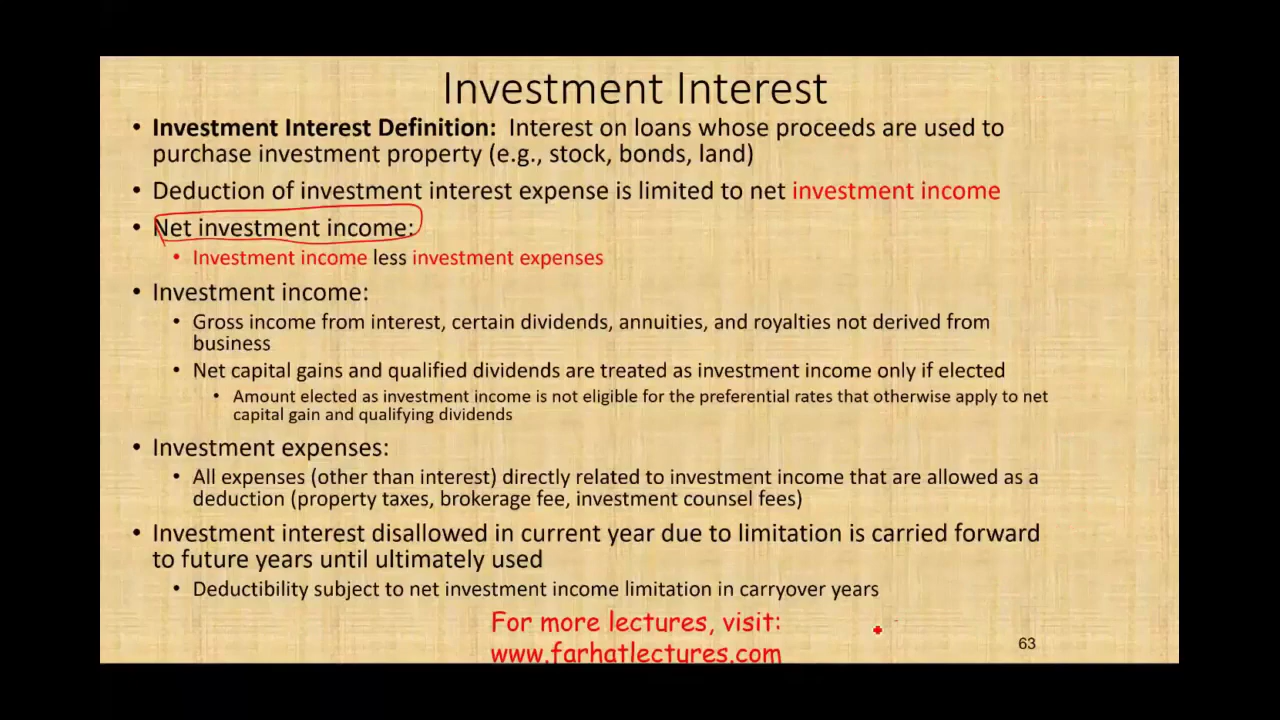 Investment Interest
• Investment Interest Definition: Interest on loans whose proceeds are used to
purchase investment property (e.g., stock, bonds, land)
• Deduction of investment interest expense is limited to net investment income
• Net investment income:
• Investment income less investment expenses
• Investment income:
• Gross income from interest, certain dividends, annuities, and royalties not derived from
business
• Net capital gains and qualified dividends are treated as investment income only if elected
• Amount elected as investment income is not eligible for the preferential rates that otherwise apply to net
capital gain and qualifying dividends
• Investment expenses:
• All expenses (other than interest) directly related to investment income that are allowed as a
deduction (property taxes, brokerage fee, investment counsel fees)
• Investment interest disallowed in current year due to limitation is carried forward
to future years until ultimately used
• Deductibility subject to net investment income limitation in carryover years
For more lectures, visit:
www.farhatlectures.com
63